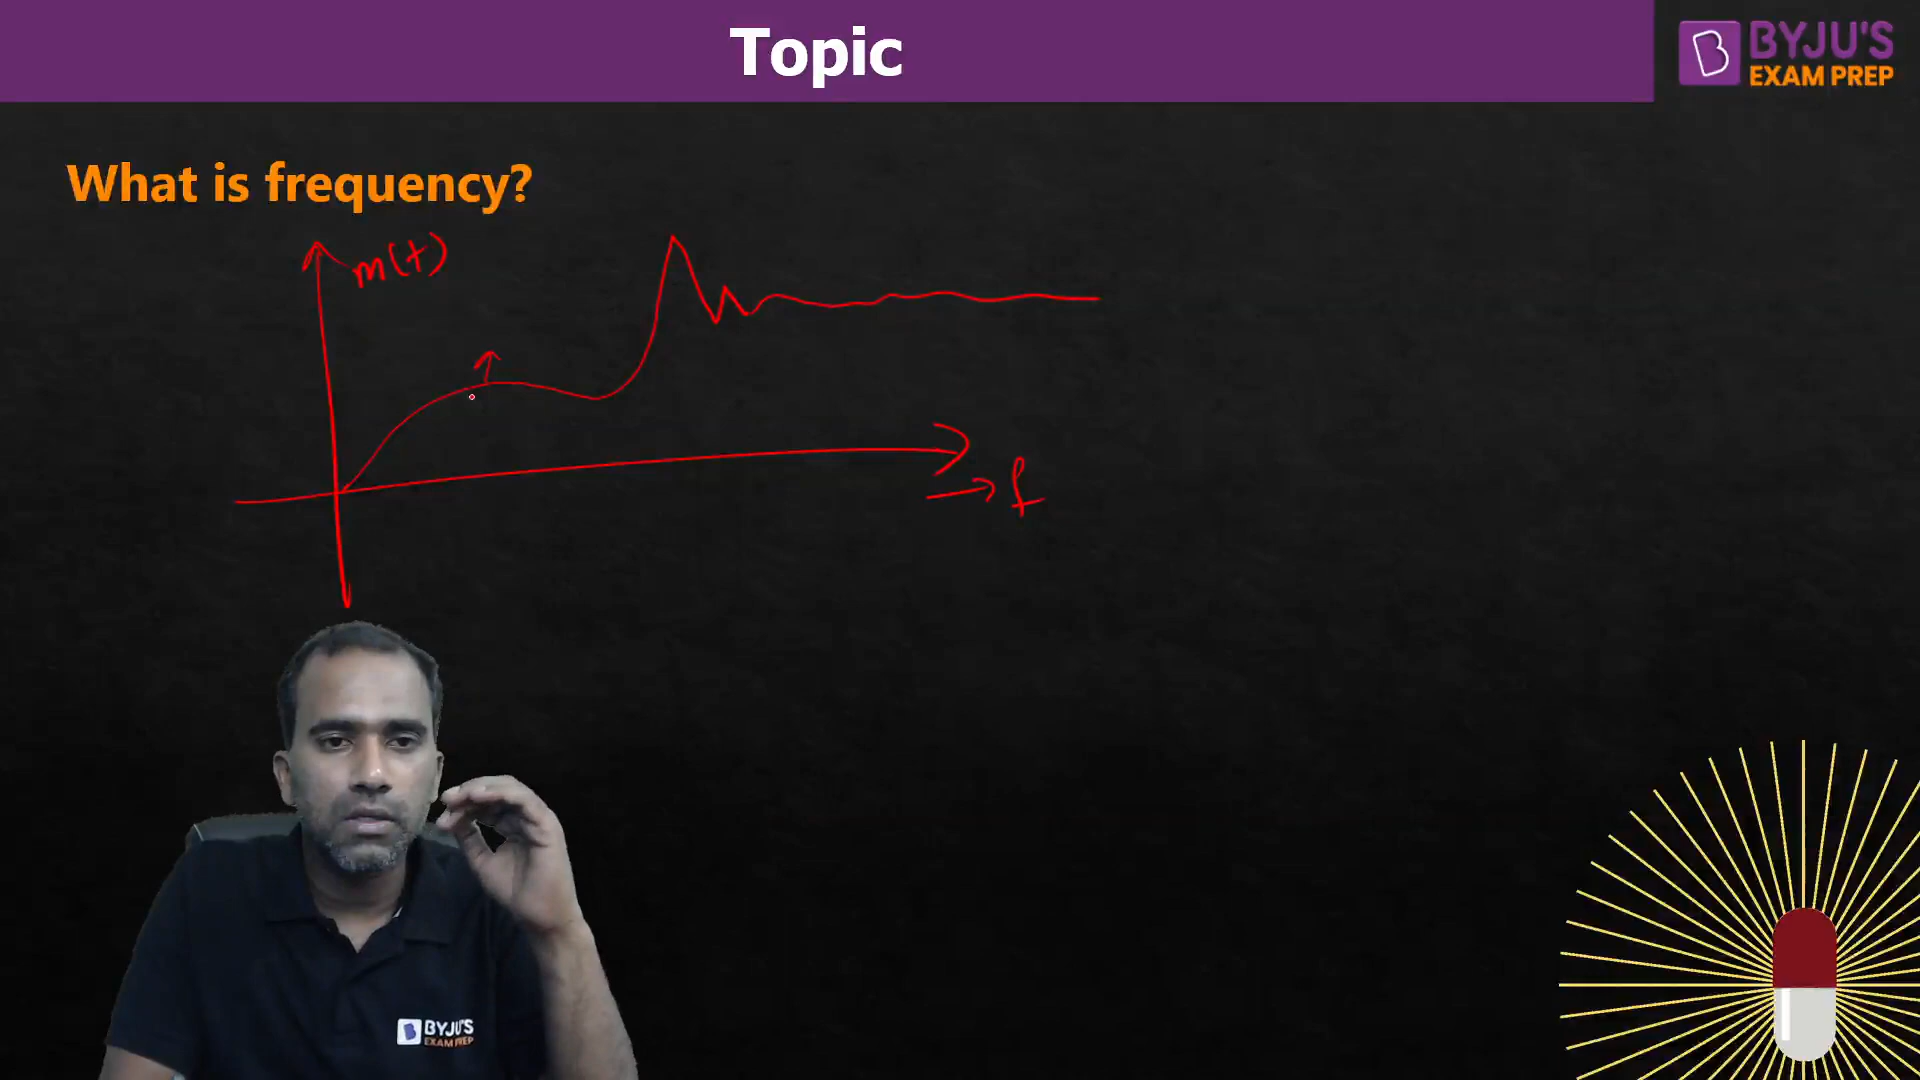 Topic
BYJU'S
EXAM PREP
What is frequency?
m(t)
f
BYJU'S
EXAM PREP